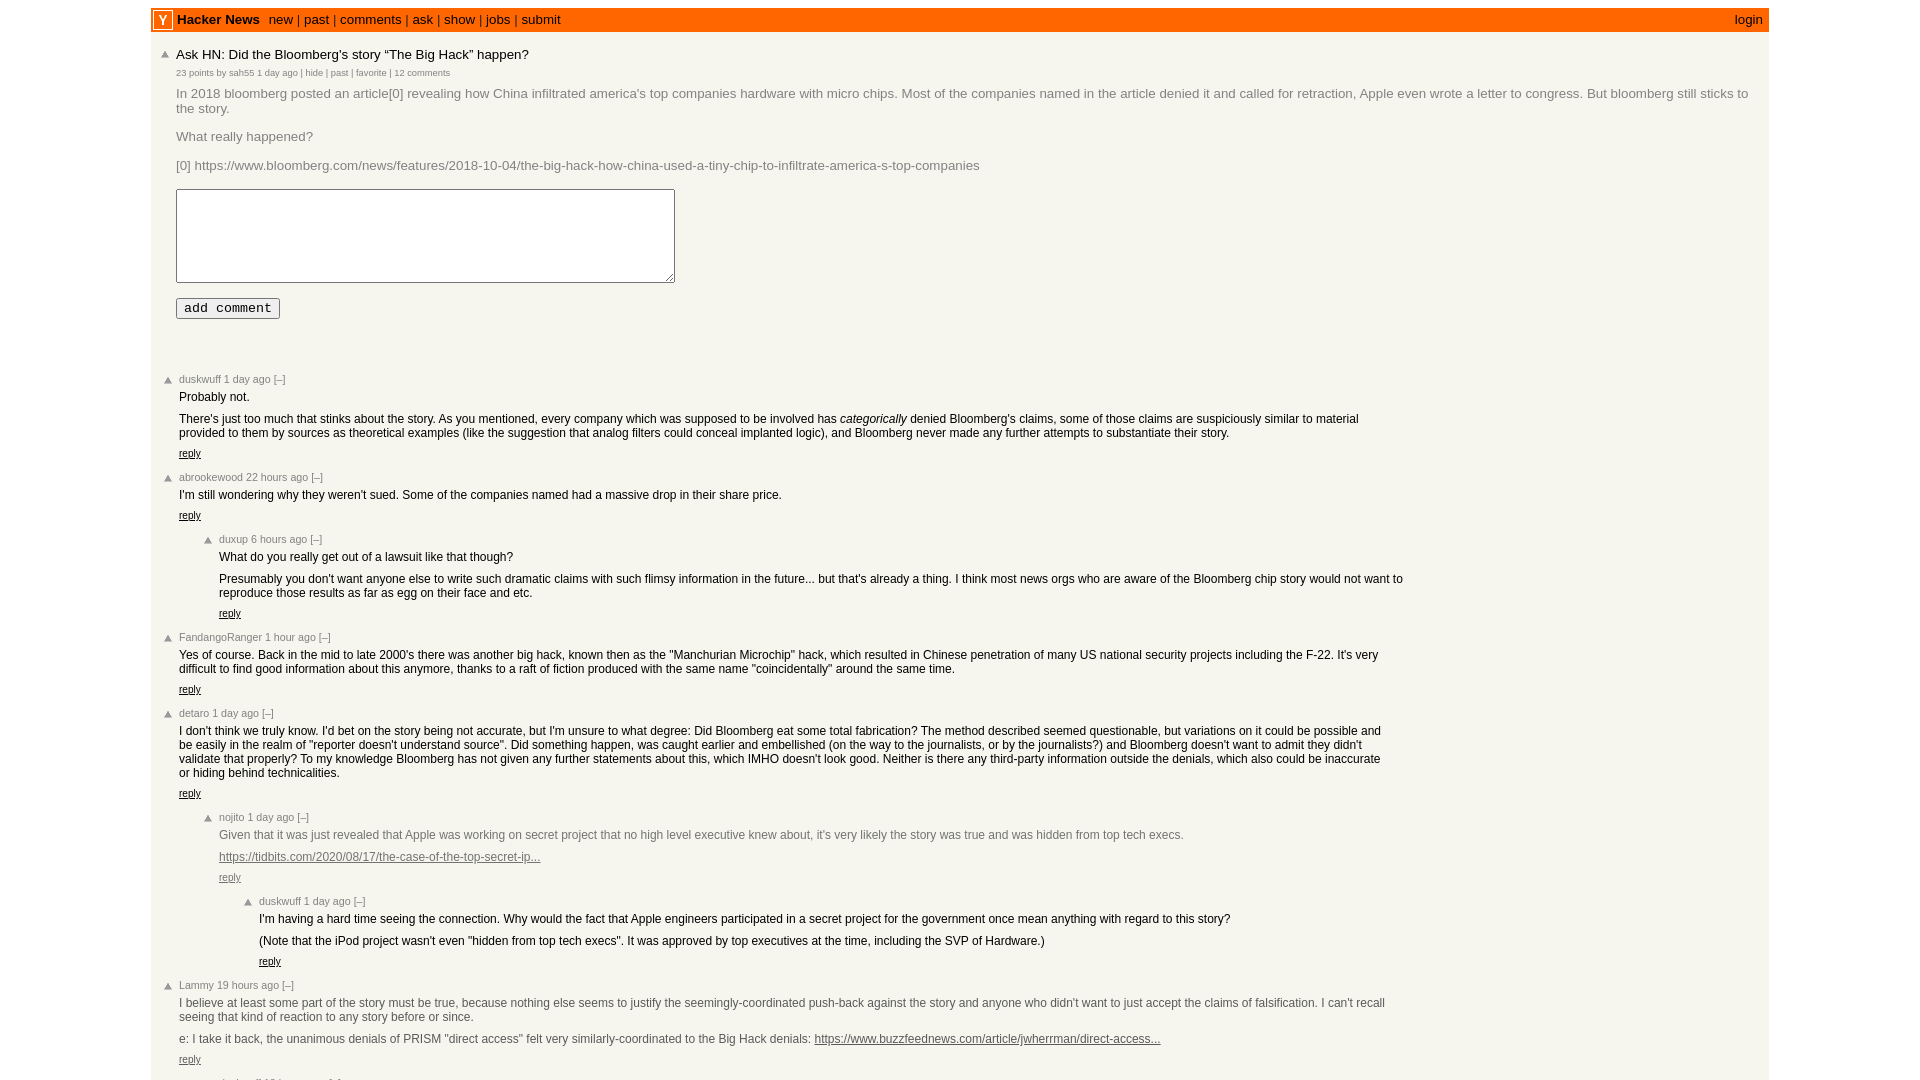 Y Hacker News new | past | comments | ask | show | jobs | submit login
Ask HN: Did the Bloomberg's story “The Big Hack” happen?
23 points by sah55 1 day ago | hide | past | favorite | 12 comments
In 2018 bloomberg posted an article[0] revealing how China infiltrated america's top companies hardware with micro chips. Most of the companies named in the article denied it and called for retraction, Apple even wrote a letter to congress. But bloomberg still sticks to
the story.
What really happened?
[0] https://www.bloomberg.com/news/features/2018-10-04/the-big-hack-how-china-used-a-tiny-chip-to-infiltrate-america-s-top-companies
add comment
duskwuff 1 day ago [–]
Probably not.
There's just too much that stinks about the story. As you mentioned, every company which was supposed to be involved has categorically denied Bloomberg's claims, some of those claims are suspiciously similar to material
provided to them by sources as theoretical examples (like the suggestion that analog filters could conceal implanted logic), and Bloomberg never made any further attempts to substantiate their story.
reply
abrookewood 22 hours ago [–]
I'm still wondering why they weren't sued. Some of the companies named had a massive drop in their share price.
reply
duxup 6 hours ago [–]
What do you really get out of a lawsuit like that though?
Presumably you don't want anyone else to write such dramatic claims with such flimsy information in the future... but that's already a thing. I think most news orgs who are aware of the Bloomberg chip story would not want to
reproduce those results as far as egg on their face and etc.
reply
FandangoRanger 1 hour ago [–]
Yes of course. Back in the mid to late 2000's there was another big hack, known then as the "Manchurian Microchip" hack, which resulted in Chinese penetration of many US national security projects including the F-22. It's very
difficult to find good information about this anymore, thanks to a raft of fiction produced with the same name "coincidentally" around the same time.
reply
detaro 1 day ago [–]
I don't think we truly know. I'd bet on the story being not accurate, but I'm unsure to what degree: Did Bloomberg eat some total fabrication? The method described seemed questionable, but variations on it could be possible and
be easily in the realm of "reporter doesn't understand source". Did something happen, was caught earlier and embellished (on the way to the journalists, or by the journalists?) and Bloomberg doesn't want to admit they didn't
validate that properly? To my knowledge Bloomberg has not given any further statements about this, which IMHO doesn't look good. Neither is there any third-party information outside the denials, which also could be inaccurate
or hiding behind technicalities.
reply
nojito 1 day ago [–]
Given that it was just revealed that Apple was working on secret project that no high level executive knew about, it's very likely the story was true and was hidden from top tech execs.
https://tidbits.com/2020/08/17/the-case-of-the-top-secret-ip...
reply
duskwuff 1 day ago [–]
I'm having a hard time seeing the connection. Why would the fact that Apple engineers participated in a secret project for the government once mean anything with regard to this story?
(Note that the iPod project wasn't even "hidden from top tech execs". It was approved by top executives at the time, including the SVP of Hardware.)
reply
Lammy 19 hours ago [–]
I believe at least some part of the story must be true, because nothing else seems to justify the seemingly-coordinated push-back against the story and anyone who didn't want to just accept the claims of falsification. I can't recall
seeing that kind of reaction to any story before or since.
e: I take it back, the unanimous denials of PRISM "direct access" felt very similarly-coordinated to the Big Hack denials: https://www.buzzfeednews.com/article/jwherrman/direct-access...
reply